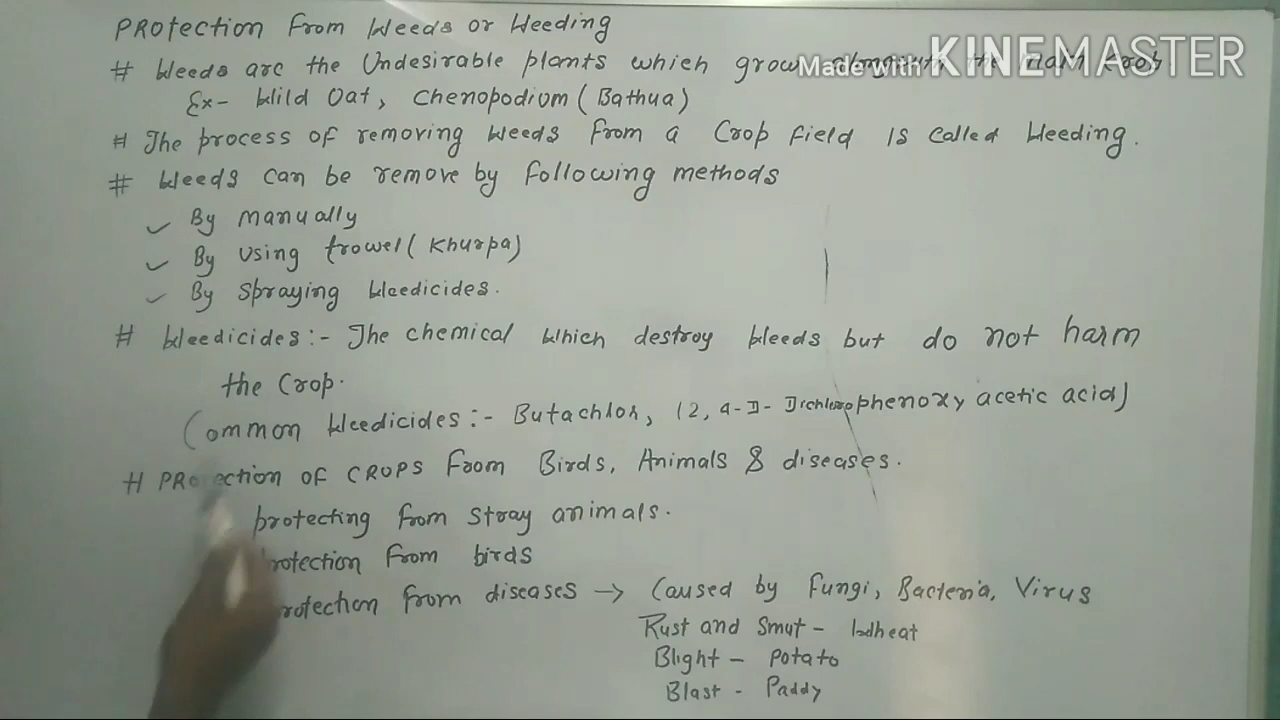 PROtection from Weeds or Weeding
# Weeds are the Undesirable plants which grow
Made with KINEMASTER
Ex- Wild Oat, Chenopodiom (Bathua)
# The process of removing weeds from a Crop field is called Weeding.
# Weeds can be remove by following methods
✓ By manually
✓ By using trowel (Khurpa)
✓ By spraying Weedicides.
# Weedicides:- The chemical which destroy Weeds but do not harm
the Crop.
Common Weedicides:- Butachlor, (2, 4-D- Dichlorophenoxy acetic acid)
# PROtection OF CROPS From Birds, Animals & diseases.
protecting from stray animals.
protection from birds
protection from diseases → Caused by Fungi, Bacteria, Virus
Rust and Smut - Wheat
Blight - Potato
Blast - Paddy